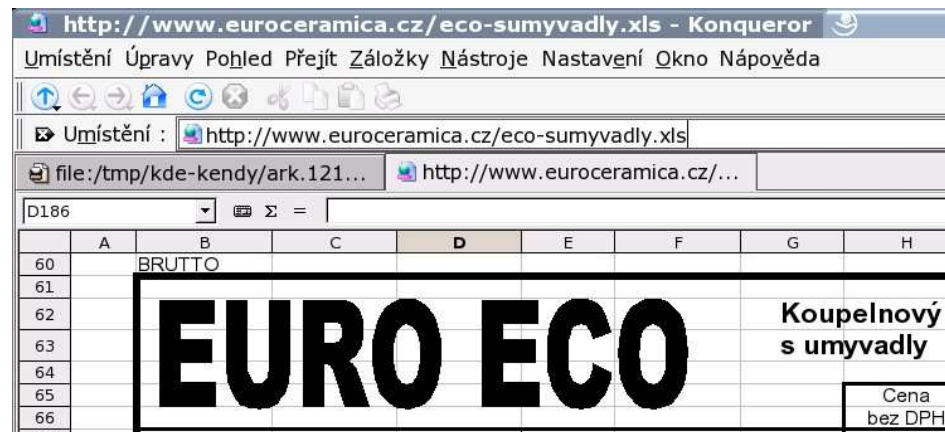 http://www.euroceramica.cz/eco-sumyvadly.xls - Konqueror
Umístění Úpravy Pohled Přejít Záložky Nástroje Nastavení Okno Nápověda
Umístění : http://www.euroceramica.cz/eco-sumyvadly.xls
file:/tmp/kde-kendy/ark.121... http://www.euroceramica.cz/...
D186 Σ =
A B C D E F G H
60 BRUTTO
61
62 EURO ECO Koupelnový
63 s umyvadly
64
65 Cena
66 bez DPH